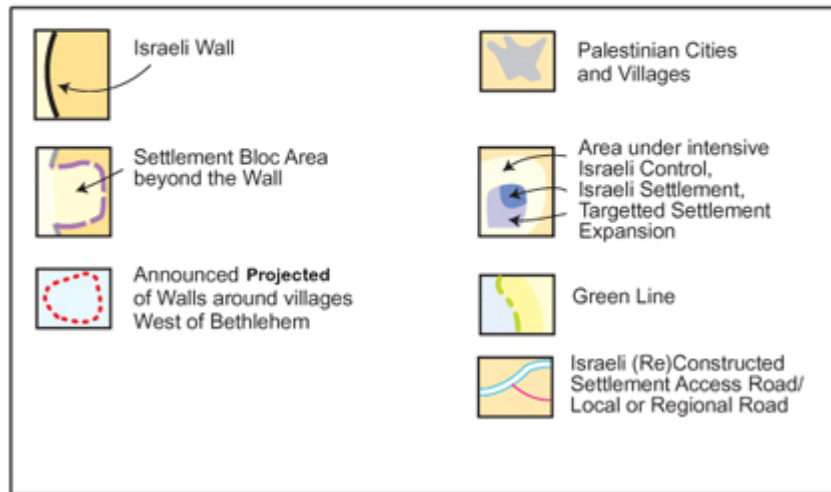 Israeli Wall
Settlement Bloc Area
beyond the Wall
Announced Projected
of Walls around villages
West of Bethlehem
Palestinian Cities
and Villages
Area under intensive
Israeli Control,
Israeli Settlement,
Targetted Settlement
Expansion
Green Line
Israeli (Re)Constructed
Settlement Access Road/
Local or Regional Road